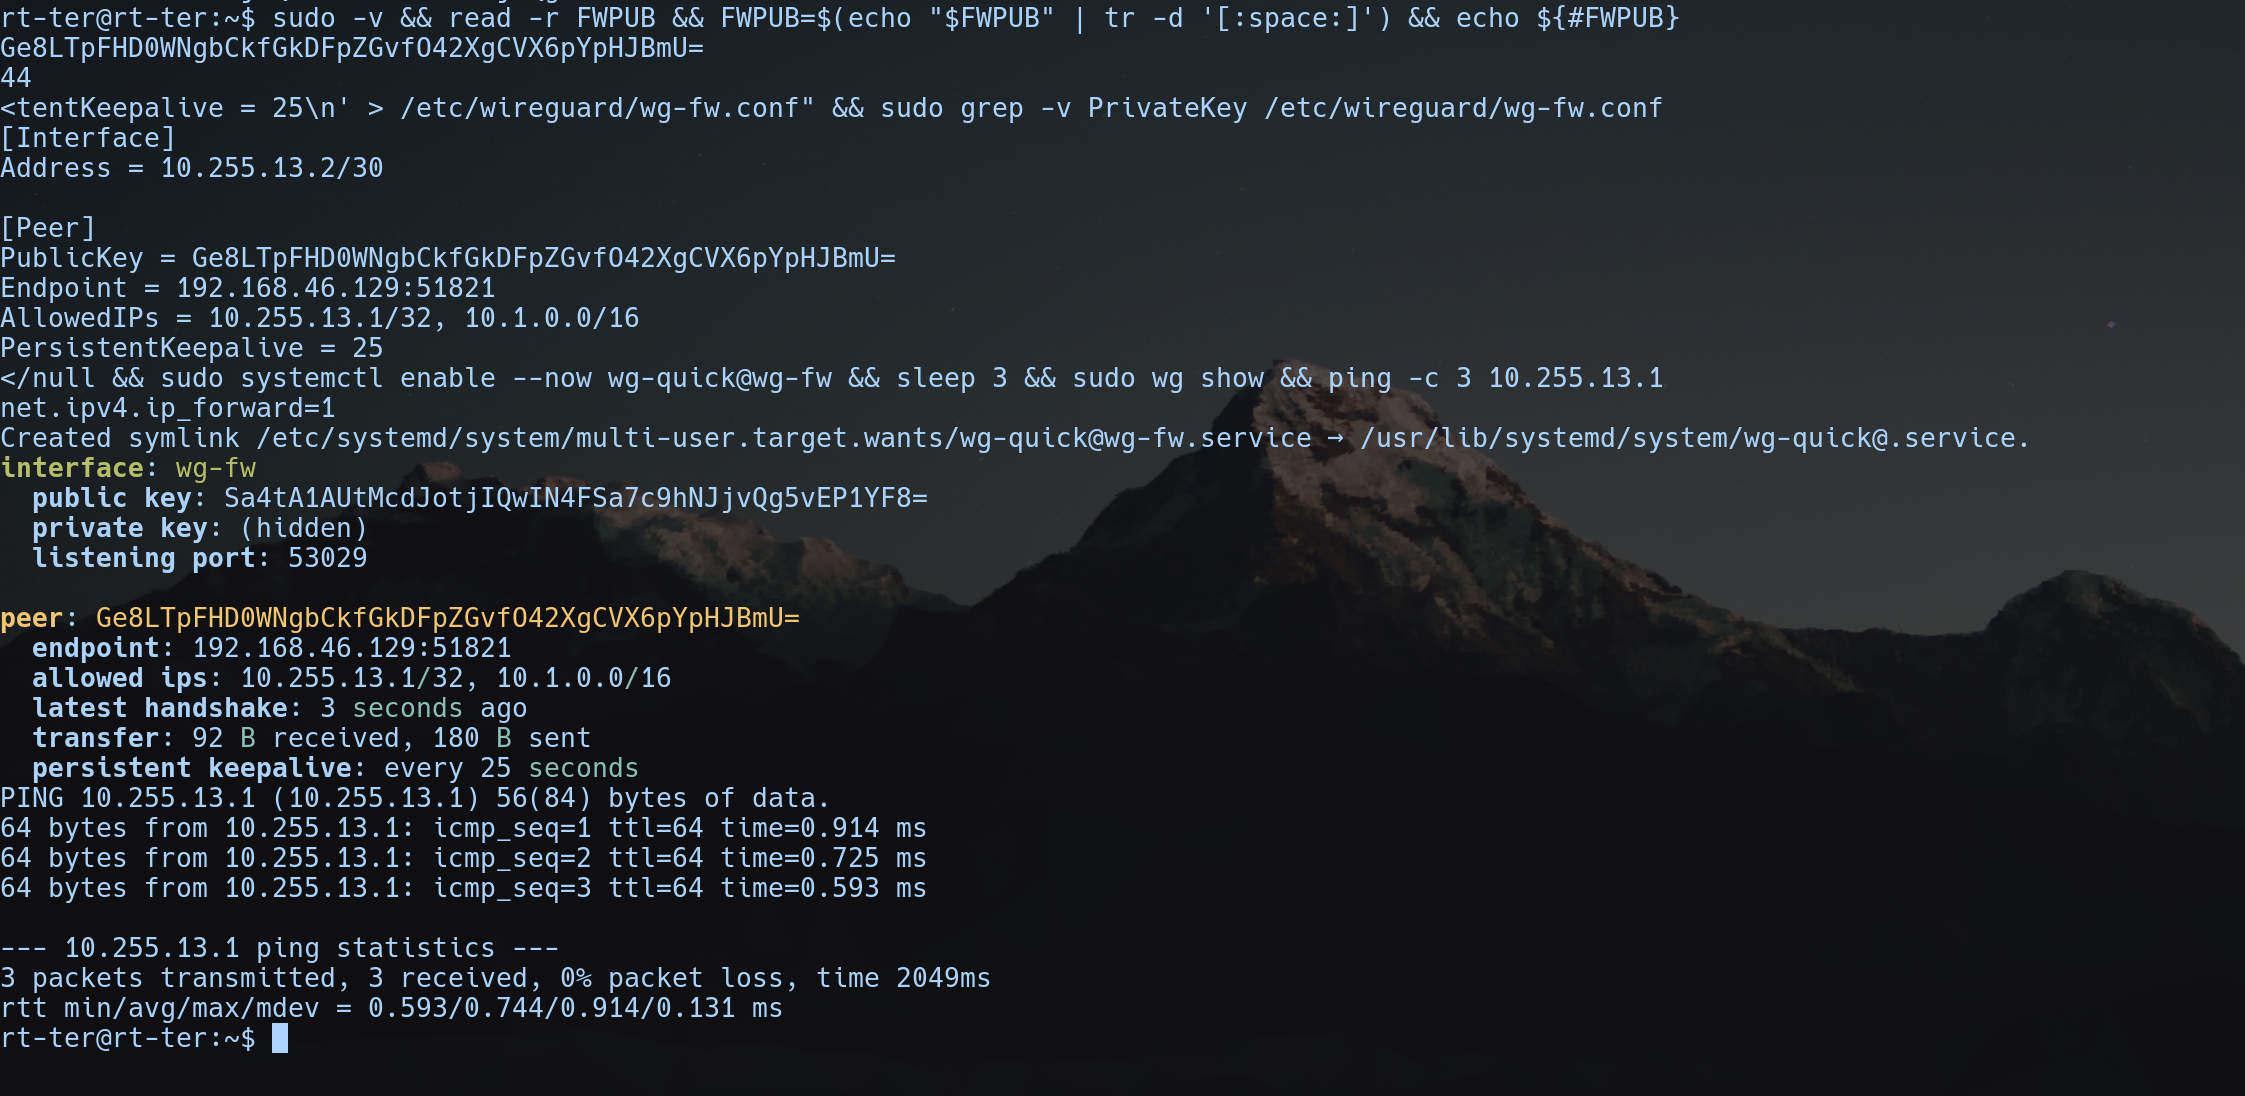 rt-ter@rt-ter:~$ sudo -v && read -r FWPUB && FWPUB=$(echo "$FWPUB" | tr -d '[:space:]') && echo ${#FWPUB}
Ge8LTpFHD0WNgbCkfGkDFpZGvfO42XgCVX6pYpHJBmU=
44
<tentKeepalive = 25\n' > /etc/wireguard/wg-fw.conf" && sudo grep -v PrivateKey /etc/wireguard/wg-fw.conf
[Interface]
Address = 10.255.13.2/30

[Peer]
PublicKey = Ge8LTpFHD0WNgbCkfGkDFpZGvfO42XgCVX6pYpHJBmU=
Endpoint = 192.168.46.129:51821
AllowedIPs = 10.255.13.1/32, 10.1.0.0/16
PersistentKeepalive = 25
</null && sudo systemctl enable --now wg-quick@wg-fw && sleep 3 && sudo wg show && ping -c 3 10.255.13.1
net.ipv4.ip_forward=1
Created symlink /etc/systemd/system/multi-user.target.wants/wg-quick@wg-fw.service → /usr/lib/systemd/system/wg-quick@.service.
interface: wg-fw
  public key: Sa4tA1AUtMcdJotjIQwIN4FSa7c9hNJjvQg5vEP1YF8=
  private key: (hidden)
  listening port: 53029

peer: Ge8LTpFHD0WNgbCkfGkDFpZGvfO42XgCVX6pYpHJBmU=
  endpoint: 192.168.46.129:51821
  allowed ips: 10.255.13.1/32, 10.1.0.0/16
  latest handshake: 3 seconds ago
  transfer: 92 B received, 180 B sent
  persistent keepalive: every 25 seconds
PING 10.255.13.1 (10.255.13.1) 56(84) bytes of data.
64 bytes from 10.255.13.1: icmp_seq=1 ttl=64 time=0.914 ms
64 bytes from 10.255.13.1: icmp_seq=2 ttl=64 time=0.725 ms
64 bytes from 10.255.13.1: icmp_seq=3 ttl=64 time=0.593 ms

--- 10.255.13.1 ping statistics ---
3 packets transmitted, 3 received, 0% packet loss, time 2049ms
rtt min/avg/max/mdev = 0.593/0.744/0.914/0.131 ms
rt-ter@rt-ter:~$